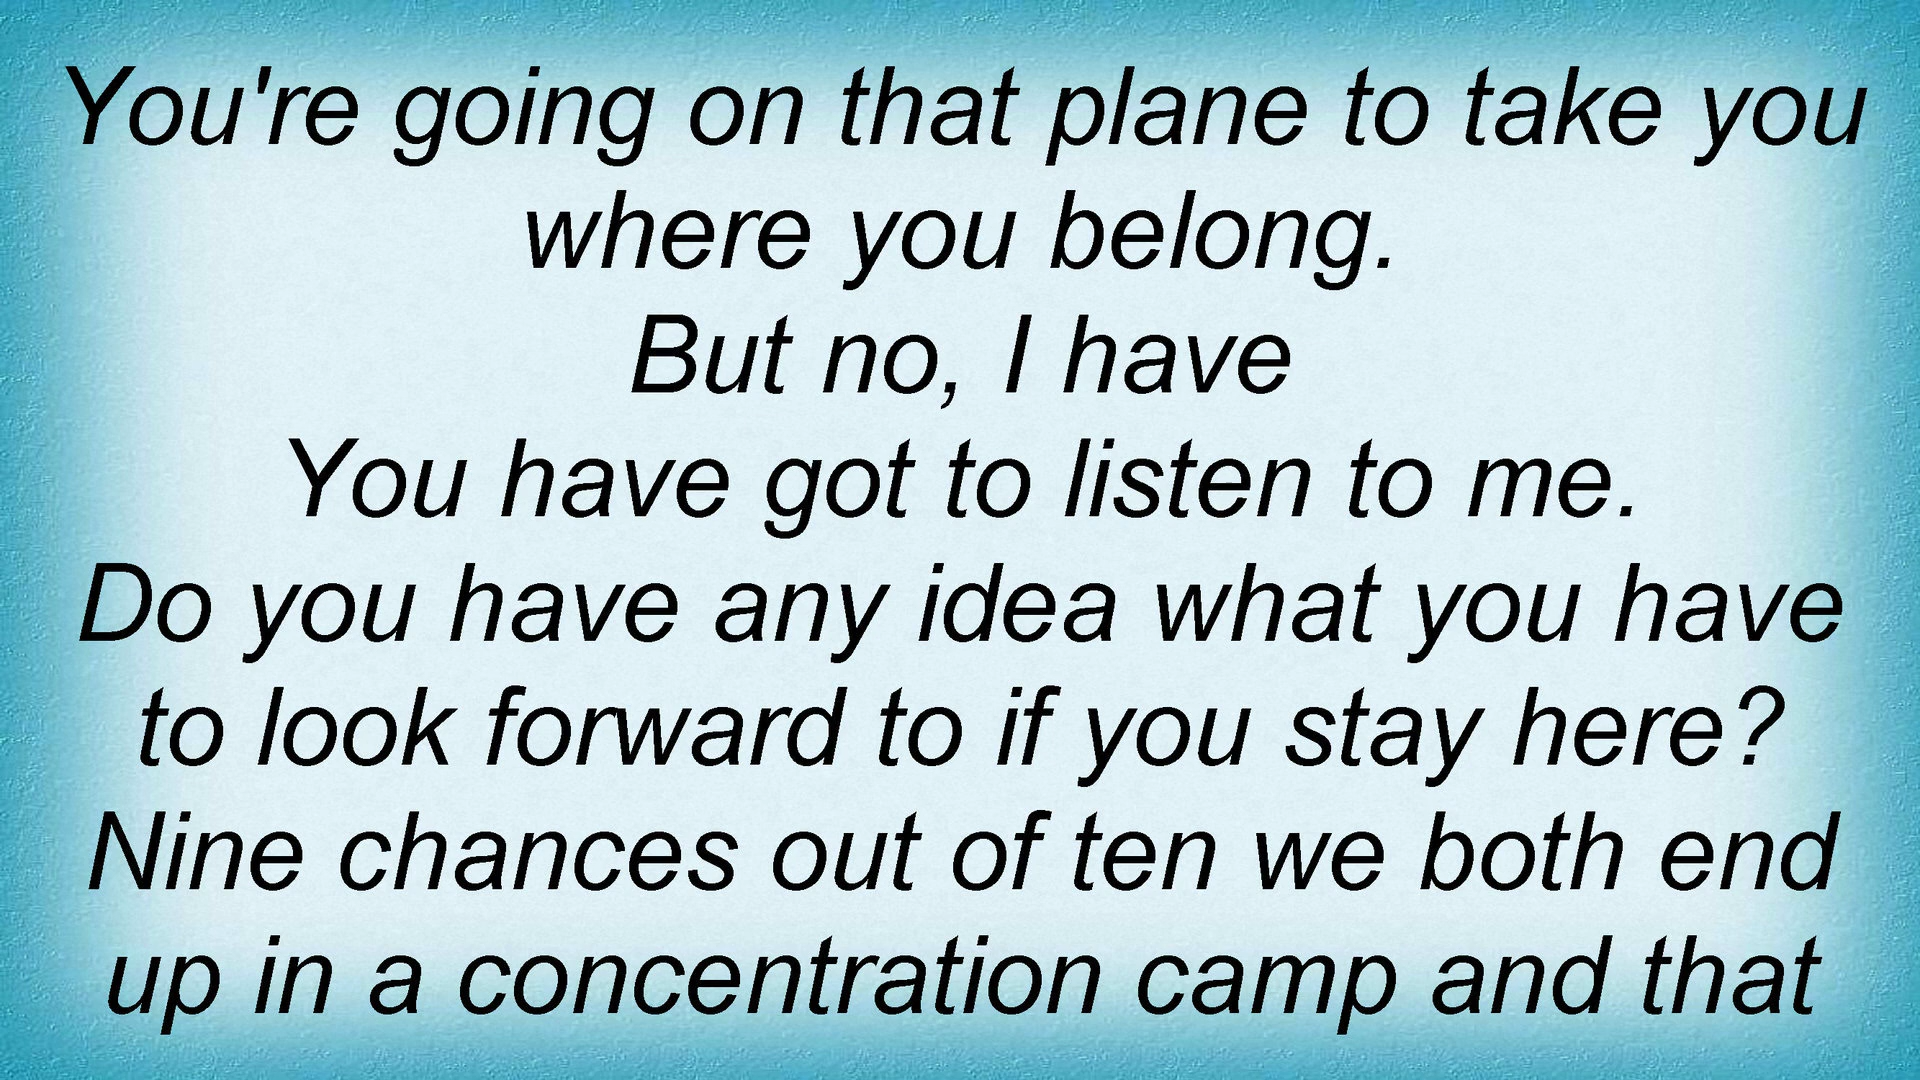 You're going on that plane to take you
where you belong.
But no, I have
You have got to listen to me.
Do you have any idea what you have
to look forward to if you stay here?
Nine chances out of ten we both end
up in a concentration camp and that